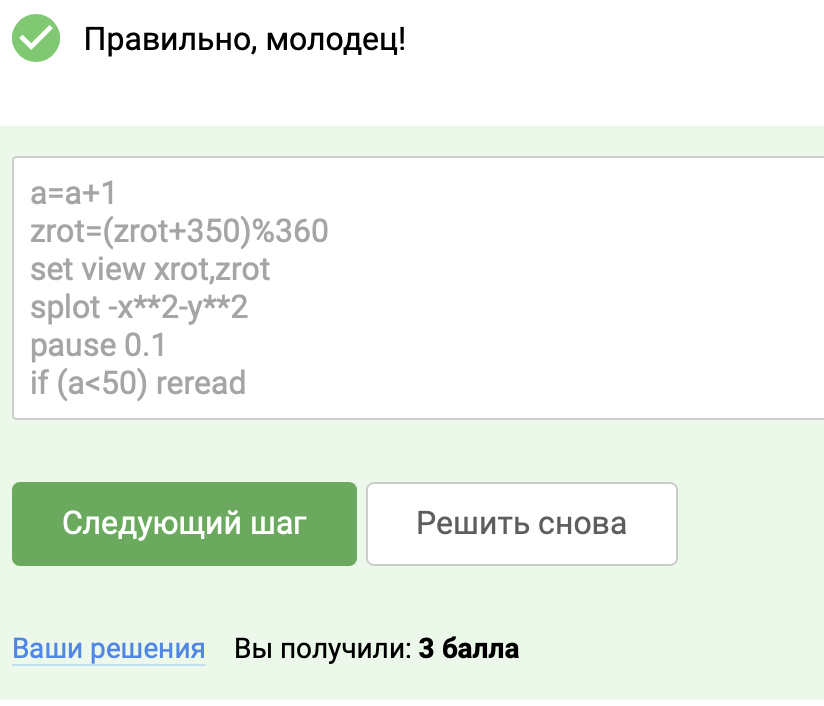 Правильно, молодец!
a=a+1
zrot=(zrot+350)%360
set view xrot,zrot
splot -x**2-y**2
pause 0.1
if (a<50) reread
Следующий шаг
Решить снова
Ваши решения Вы получили: 3 балла